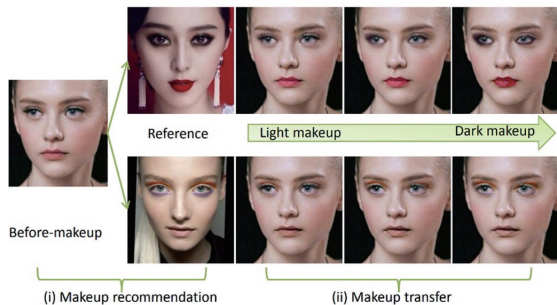 Reference
Light makeup
Dark makeup
Before-makeup
(i) Makeup recommendation
(ii) Makeup transfer